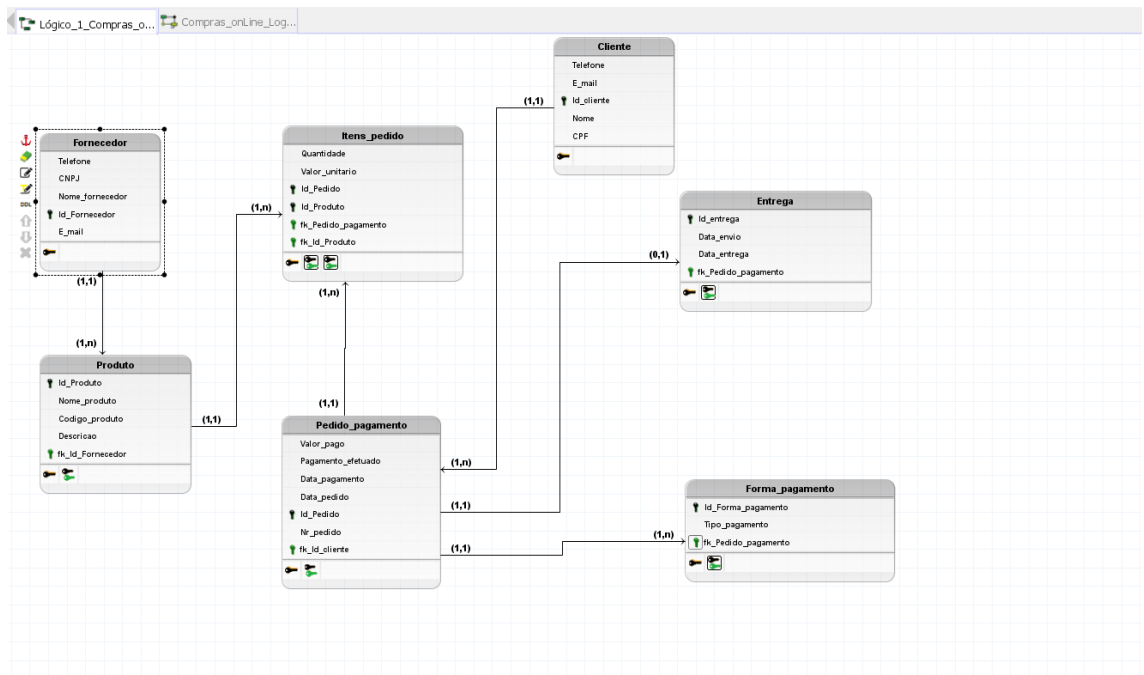 Lógico_1_Compras_o...
Compras_onLine_Log...
Cliente
Telefone
E_mail
Id_cliente
Nome
CPF
(1,1)
Fornecedor
Telefone
CNPJ
Nome_fornecedor
Id_Fornecedor
E_mail
DDL
(1,1)
Itens_pedido
Quantidade
Valor_unitario
Id_Pedido
Id_Produto
fk_Pedido_pagamento
fk_Id_Produto
(1,n)
(1,n)
Entrega
Id_entrega
Data_envio
Data_entrega
fk_Pedido_pagamento
(0,1)
(1,n)
Produto
Id_Produto
Nome_produto
Codigo_produto
Descricao
fk_Id_Fornecedor
(1,1)
(1,1)
Pedido_pagamento
Valor_pago
Pagamento_efetuado
Data_pagamento
Data_pedido
Id_Pedido
Nr_pedido
fk_Id_cliente
(1,n)
(1,1)
(1,1)
Forma_pagamento
Id_Forma_pagamento
Tipo_pagamento
fk_Pedido_pagamento
(1,n)